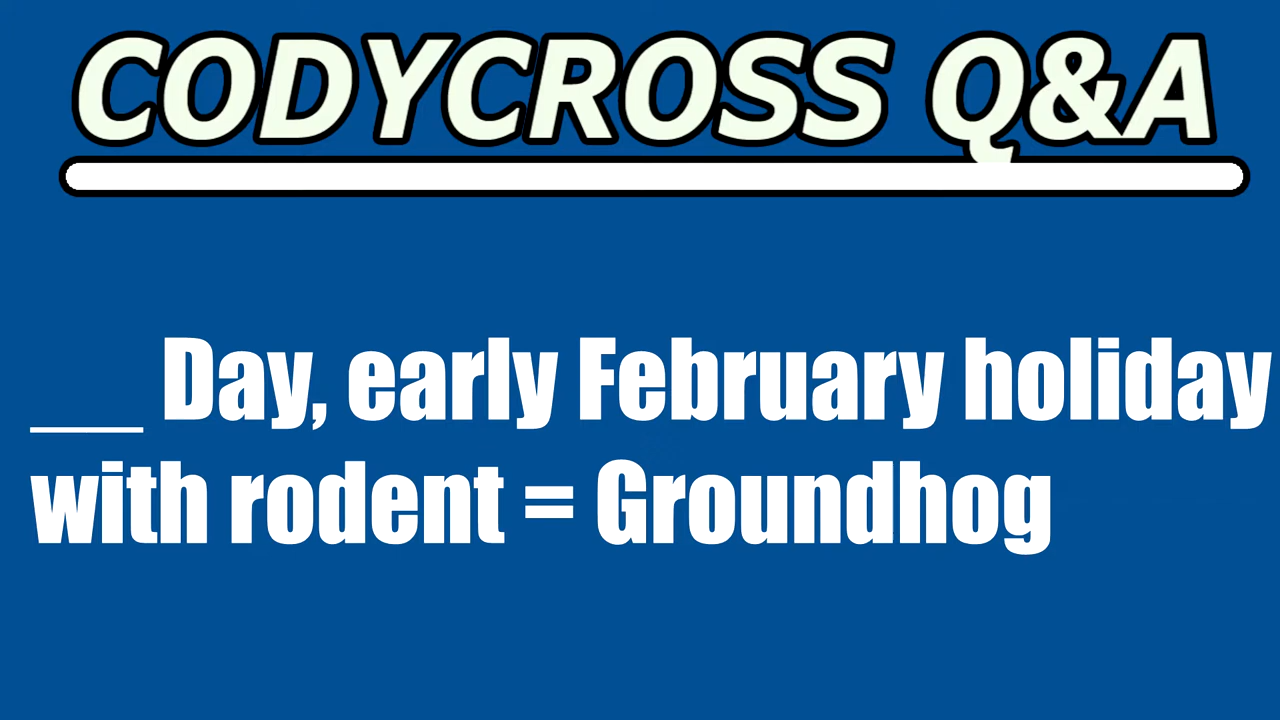 CODYCROSS Q&A
___ Day, early February holiday
with rodent = Groundhog